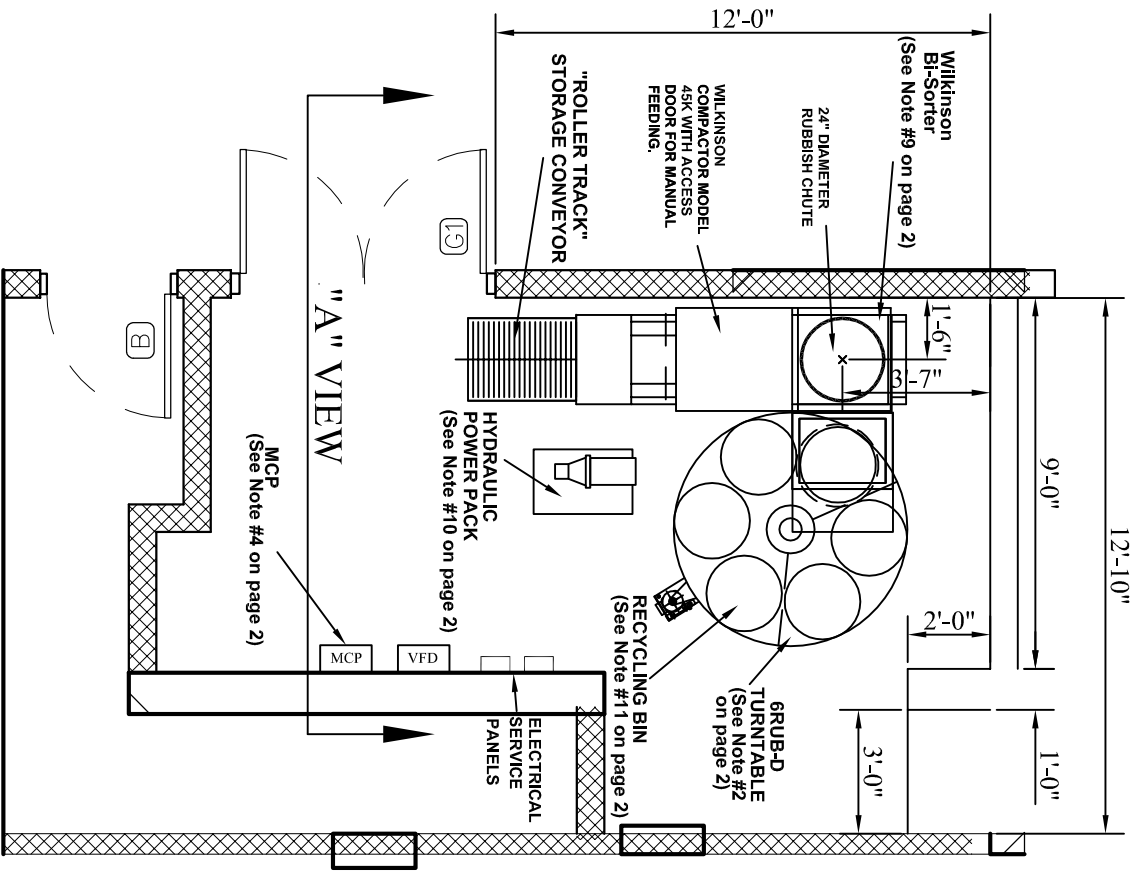 12'-0"
Wilkinson
Bi-Sorter
(See Note #9 on page 2)
24" DIAMETER
RUBBISH CHUTE
WILKINSON
COMPACTOR MODEL
45K WITH ACCESS
DOOR FOR MANUAL
FEEDING.
"ROLLER TRACK"
STORAGE CONVEYOR
G1
B
"A" VIEW
1'-6"
3'-7"
9'-0"
12'-10"
2'-0"
3'-0"
1'-0"
HYDRAULIC
POWER PACK
(See Note #10 on page 2)
MCP
(See Note #4 on page 2)
MCP
VFD
ELECTRICAL
SERVICE
PANELS
RECYCLING BIN
(See Note #11 on page 2)
6RUB-D
TURNTABLE
(See Note #2
on page 2)